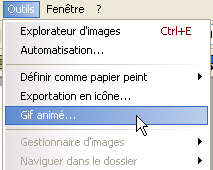 Outils Fenêtre ?
Explorateur d'images Ctrl+E
Automatisation...
Définir comme papier peint
Exportation en icône...
Gif animé...
Gestionnaire d'images
Naviguer dans le dossier